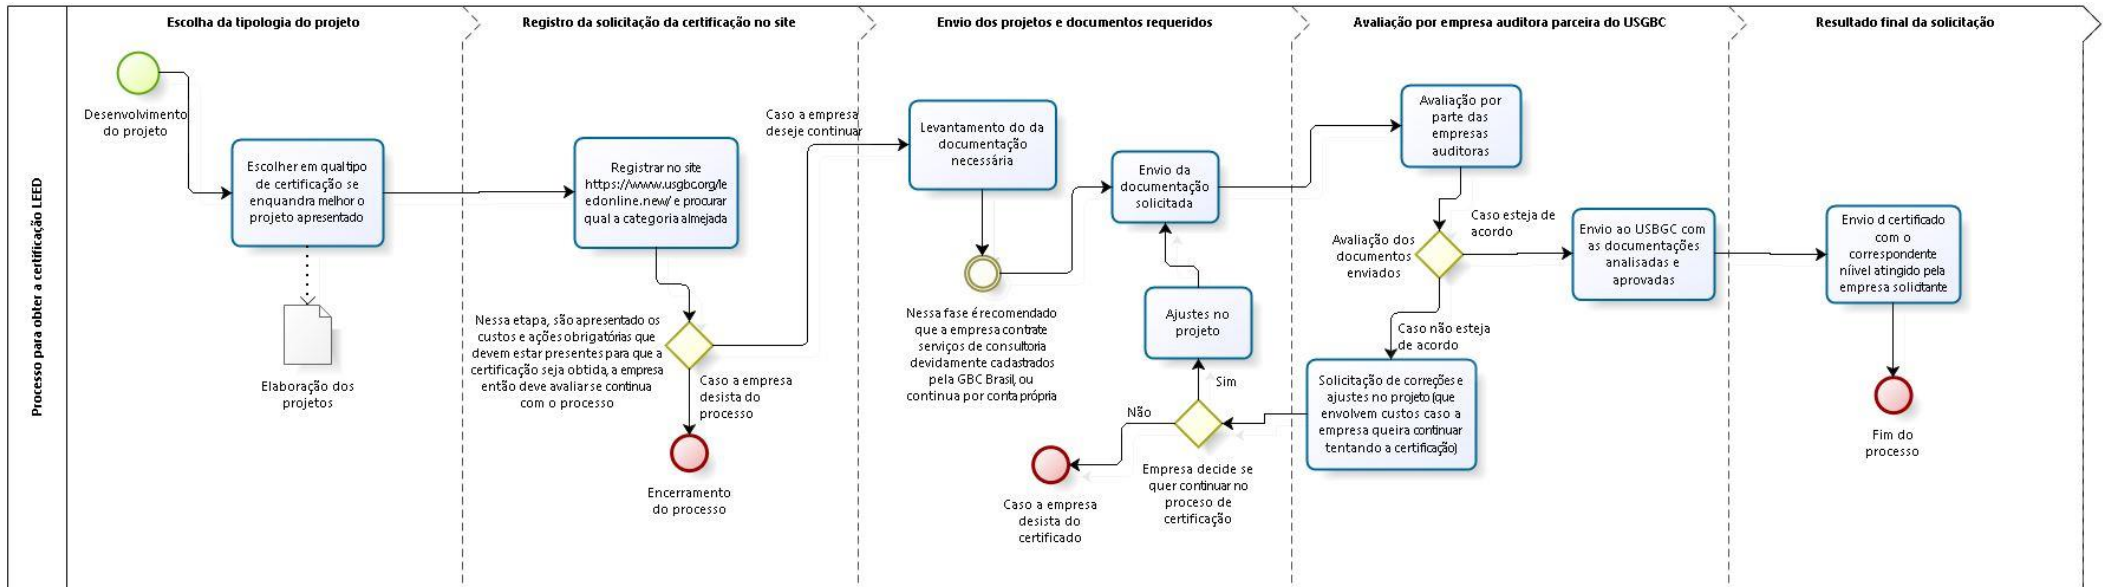 Processo para obter a certificação LEED
Escolha da tipologia do projeto
Registro da solicitação da certificação no site
Envio dos projetos e documentos requeridos
Avaliação por empresa auditora parceira do USGBC
Resultado final da solicitação
Desenvolvimento
do projeto
Escolher em qual tipo
de certificação se
enquandra melhor o
projeto apresentado
Elaboração dos
projetos
Registrar no site
https://www.usgbc.org/le
edonline.new/ e procurar
qual a categoria almejada
Nessa etapa, são apresentado os
custos e ações obrigatórias que
devem estar presentes para que a
certificação seja obtida, a empresa
então deve avaliar se continua
com o processo
Caso a empresa
desista do
processo
Encerramento
do processo
Caso a empresa
deseje continuar
Levantamento do da
documentação
necessária
Nessa fase é recomendado
que a empresa contrate
serviços de consultoria
devidamente cadastrados
pela GBC Brasil, ou
continua por conta própria
Envio da
documentação
solicitada
Ajustes no
projeto
Sim
Não
Empresa decide se
quer continuar no
proceso de
certificação
Caso a empresa
desista do
certificado
Avaliação por
parte das
empresas
auditoras
Avaliação dos
documentos
enviados
Caso esteja de
acordo
Caso não esteja
de acordo
Solicitação de correções e
ajustes no projeto (que
envolvem custos caso a
empresa queira continuar
tentando a certificação)
Envio ao USBGC com
as documentações
analisadas e
aprovadas
Envio d certificado
com o
correspondente
niível atingido pela
empresa solicitante
Fim do
processo